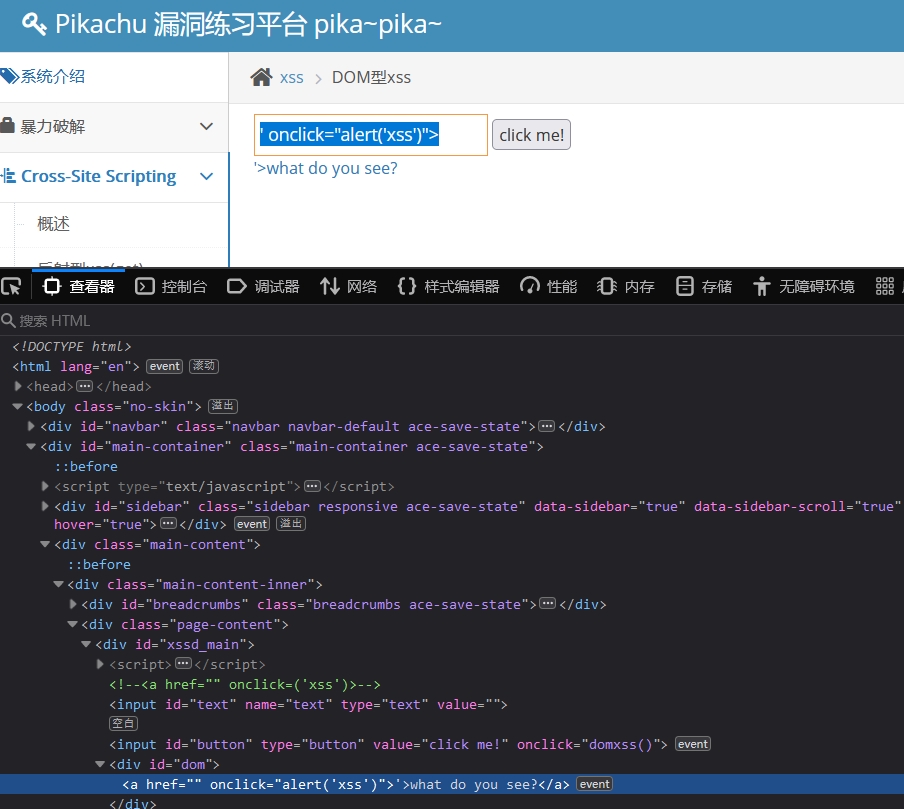 Pikachu 漏洞练习平台 pika~pika~
系统介绍
xss > DOM型xss
暴力破解
' onclick="alert('xss')">
click me!
'>what do you see?
Cross-Site Scripting
概述
反射型xss(get)
查看器 控制台 调试器 网络 样式编辑器 性能 内存 存储 无障碍环境
搜索 HTML
<!DOCTYPE html>
<html lang="en"> event 滚动
<head>…</head>
<body class="no-skin"> 溢出
<div id="navbar" class="navbar navbar-default ace-save-state">…</div>
<div id="main-container" class="main-container ace-save-state">
::before
<script type="text/javascript">…</script>
<div id="sidebar" class="sidebar responsive ace-save-state" data-sidebar="true" data-sidebar-scroll="true"
hover="true">…</div> event 溢出
<div class="main-content">
::before
<div class="main-content-inner">
<div id="breadcrumbs" class="breadcrumbs ace-save-state">…</div>
<div class="page-content">
<div id="xssd_main">
<script>…</script>
<!--<a href="" onclick=('xss')>-->
<input id="text" name="text" type="text" value="">
空白
<input id="button" type="button" value="click me!" onclick="domxss()"> event
<div id="dom">
<a href="" onclick="alert('xss')">'>what do you see?</a> event
</div>